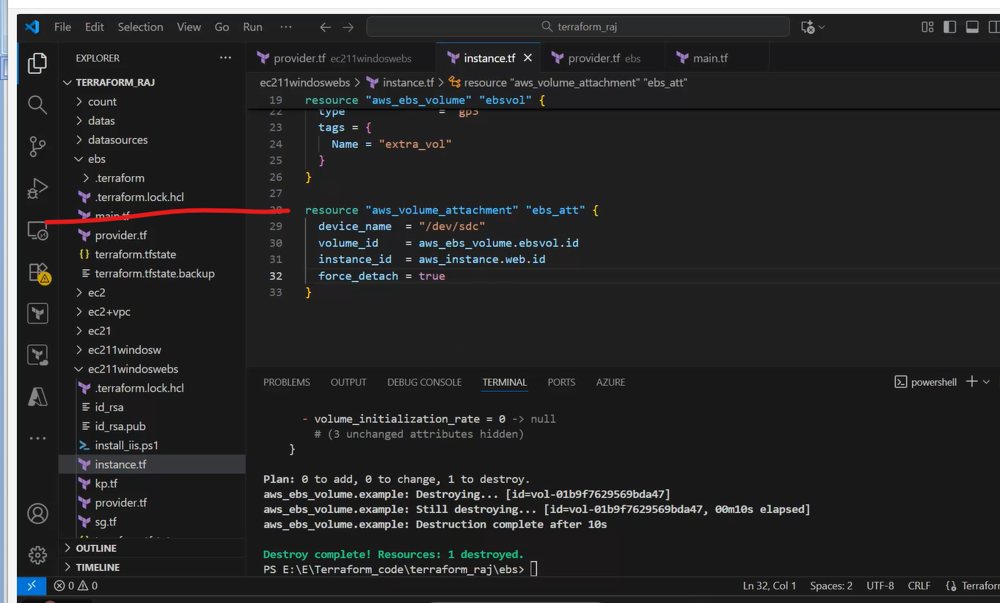 File Edit Selection View Go Run ··· terraform_raj
EXPLORER ···
TERRAFORM_RAJ
count
datas
datasources
ebs
.terraform
.terraform.lock.hcl
main.tf
provider.tf
terraform.tfstate
terraform.tfstate.backup
ec2
ec2+vpc
ec21
ec211windosw
ec211windoswebs
.terraform.lock.hcl
id_rsa
id_rsa.pub
install_iis.ps1
instance.tf
kp.tf
provider.tf
sg.tf
OUTLINE
TIMELINE
provider.tf ec211windoswebs instance.tf provider.tf ebs main.tf
ec211windoswebs > instance.tf > resource "aws_volume_attachment" "ebs_att"
19 resource "aws_ebs_volume" "ebsvol" {
22 type = "gp3"
23 tags = {
24 Name = "extra_vol"
25 }
26 }
27
28 resource "aws_volume_attachment" "ebs_att" {
29 device_name = "/dev/sdc"
30 volume_id = aws_ebs_volume.ebsvol.id
31 instance_id = aws_instance.web.id
32 force_detach = true
33 }
PROBLEMS OUTPUT DEBUG CONSOLE TERMINAL PORTS AZURE powershell
- volume_initialization_rate = 0 -> null
# (3 unchanged attributes hidden)
}
Plan: 0 to add, 0 to change, 1 to destroy.
aws_ebs_volume.example: Destroying... [id=vol-01b9f7629569bda47]
aws_ebs_volume.example: Still destroying... [id=vol-01b9f7629569bda47, 00m10s elapsed]
aws_ebs_volume.example: Destruction complete after 10s
Destroy complete! Resources: 1 destroyed.
PS E:\E\Terraform_code\terraform_raj\ebs>
0 0 Ln 32, Col 1 Spaces: 2 UTF-8 CRLF